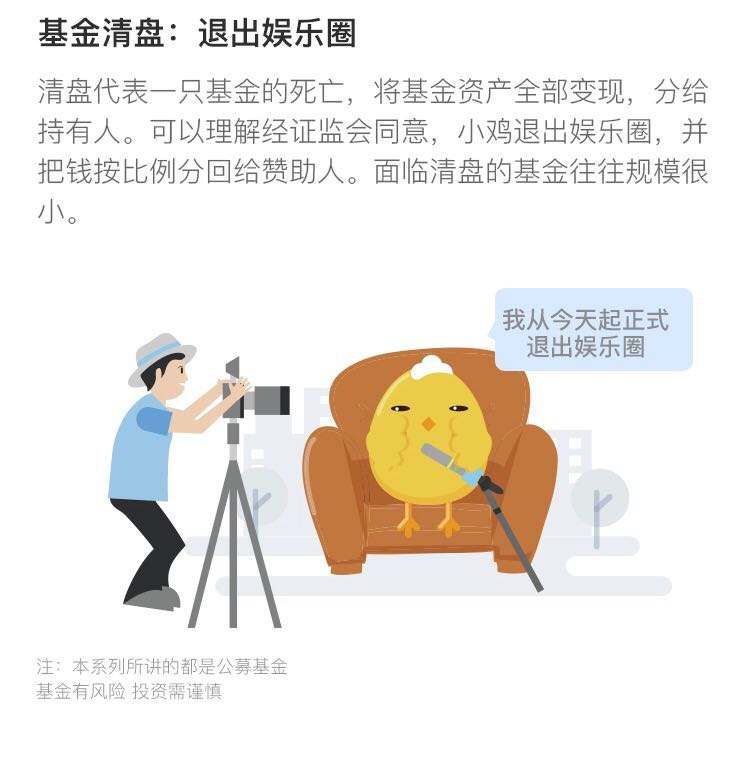 基金清盘：退出娱乐圈
清盘代表一只基金的死亡，将基金资产全部变现，分给
持有人。可以理解经证监会同意，小鸡退出娱乐圈，并
把钱按比例分回给赞助人。面临清盘的基金往往规模很
小。
我从今天起正式
退出娱乐圈
注：本系列所讲的都是公募基金
基金有风险 投资需谨慎